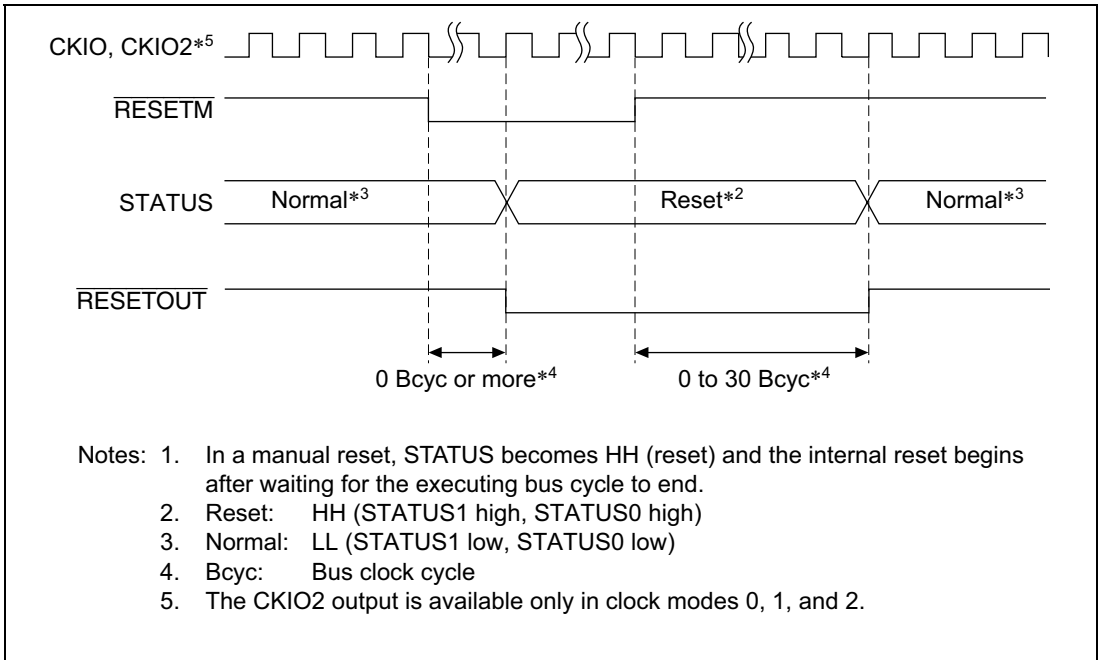 CKIO, CKIO2*5
RESETM
STATUS Normal*3 Reset*2 Normal*3
RESETOUT
0 Bcyc or more*4 0 to 30 Bcyc*4
Notes: 1. In a manual reset, STATUS becomes HH (reset) and the internal reset begins
after waiting for the executing bus cycle to end.
2. Reset: HH (STATUS1 high, STATUS0 high)
3. Normal: LL (STATUS1 low, STATUS0 low)
4. Bcyc: Bus clock cycle
5. The CKIO2 output is available only in clock modes 0, 1, and 2.